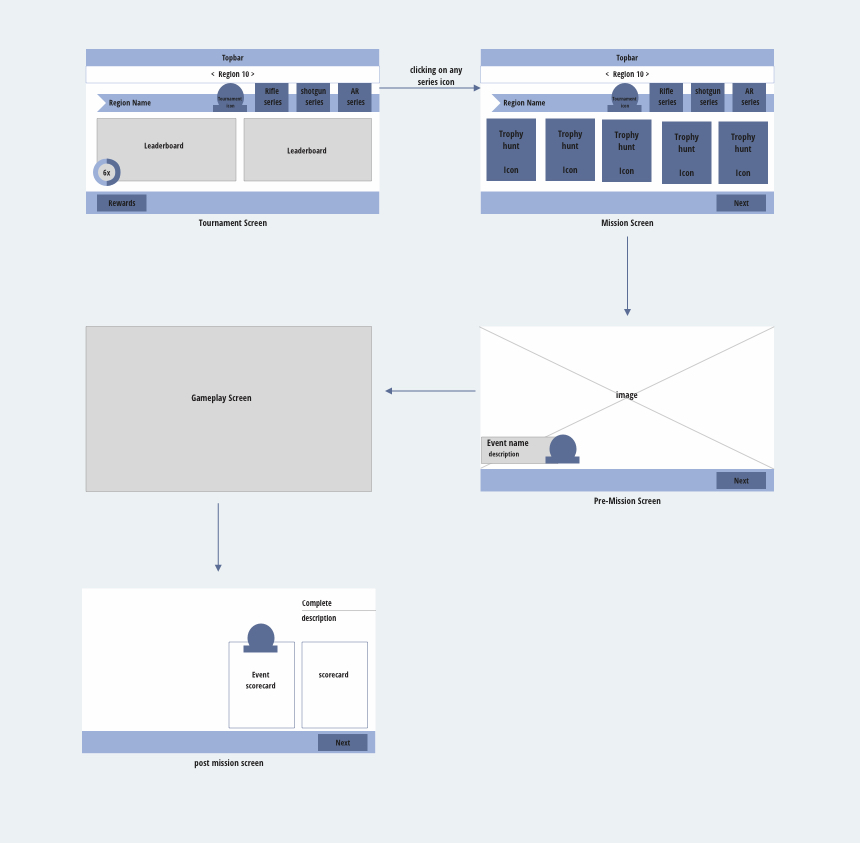 Topbar
< Region 10 >
Region Name
Tournament
icon
Rifle
series
shotgun
series
AR
series
Leaderboard
Leaderboard
6x
Rewards
Tournament Screen
clicking on any
series icon
Topbar
< Region 10 >
Region Name
Tournament
icon
Rifle
series
shotgun
series
AR
series
Trophy
hunt
Icon
Trophy
hunt
Icon
Trophy
hunt
Icon
Trophy
hunt
Icon
Trophy
hunt
Icon
Next
Mission Screen
Gameplay Screen
image
Event name
description
Next
Pre-Mission Screen
Complete
description
Event
scorecard
scorecard
Next
post mission screen